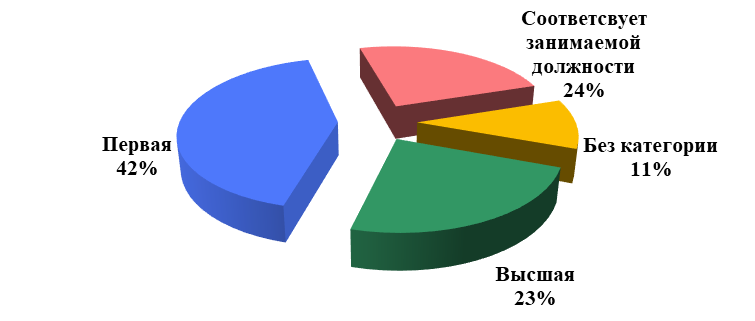 Соответсвует
занимаемой
должности
24%
Первая
42%
Без категории
11%
Высшая
23%